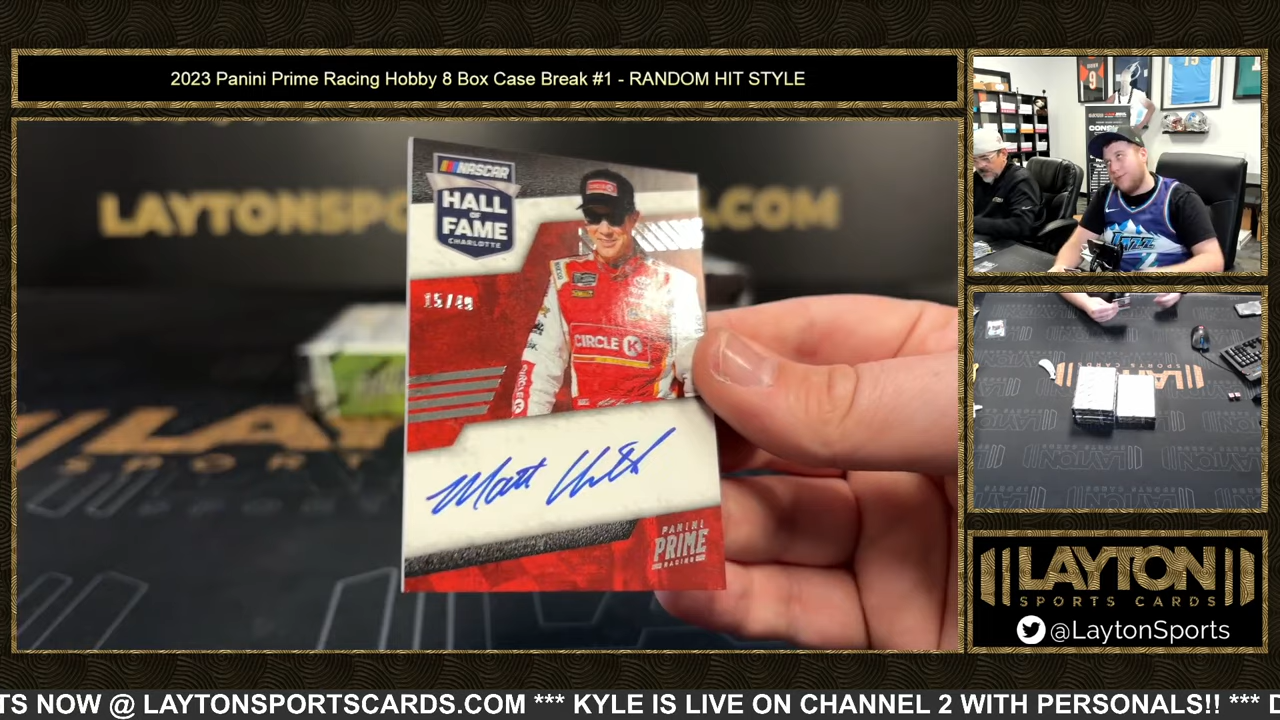 2023 Panini Prime Racing Hobby 8 Box Case Break #1 - RANDOM HIT STYLE
NASCAR
HALL
OF
FAME
CHARLOTTE
15/49
CIRCLE K
Matt
PANINI
PRIME
RACING
LAYTON
SPORTS CARDS
@LaytonSports
TS NOW @ LAYTONSPORTSCARDS.COM *** KYLE IS LIVE ON CHANNEL 2 WITH PERSONALS!! *** D